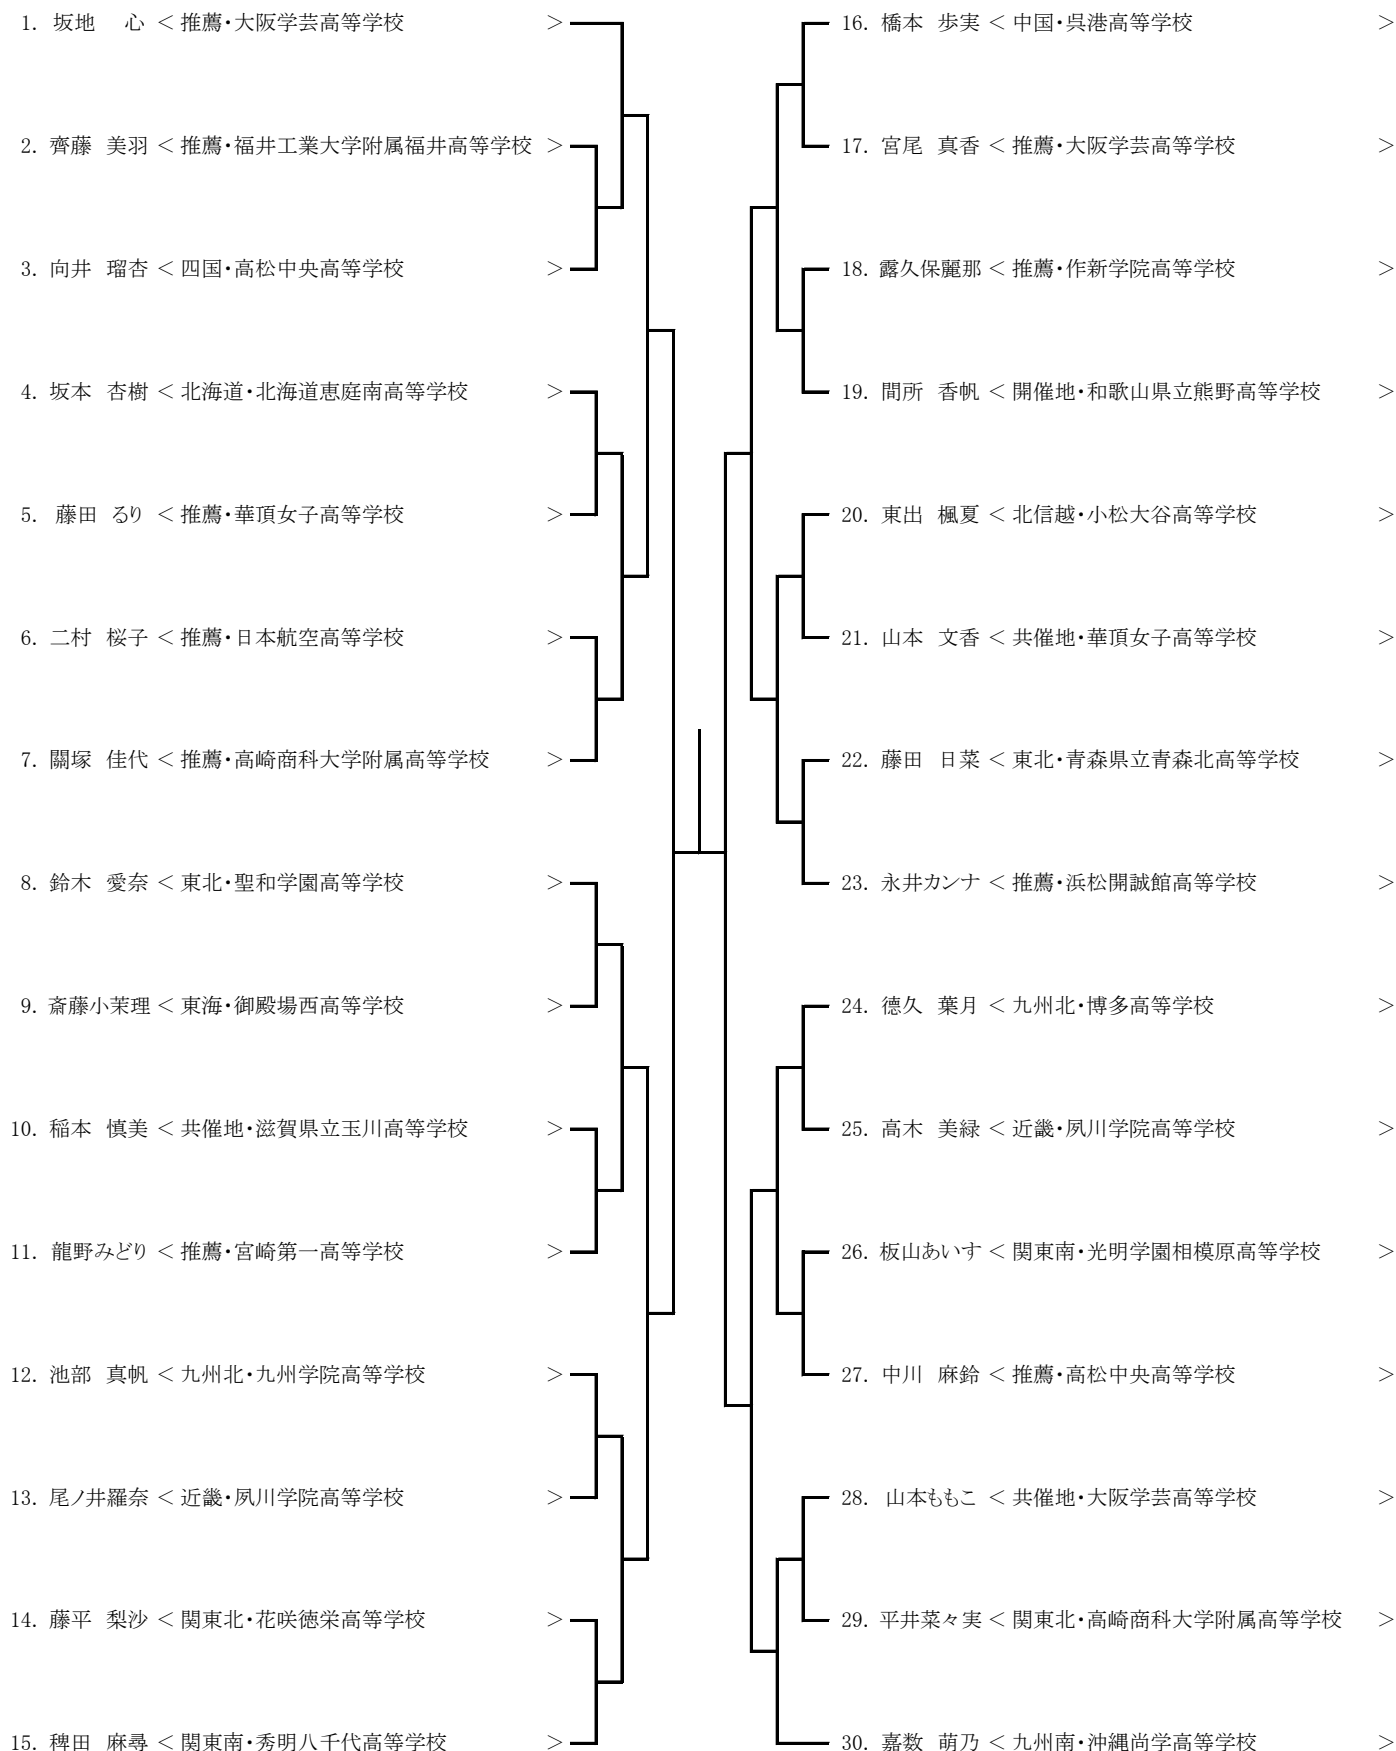 1. 坂地　心 < 推薦・大阪学芸高等学校 >
2. 齊藤　美羽 < 推薦・福井工業大学附属福井高等学校 >
3. 向井　瑠杏 < 四国・高松中央高等学校 >
4. 坂本　杏樹 < 北海道・北海道恵庭南高等学校 >
5. 藤田　るり < 推薦・華頂女子高等学校 >
6. 二村　桜子 < 推薦・日本航空高等学校 >
7. 關塚　佳代 < 推薦・高崎商科大学附属高等学校 >
8. 鈴木　愛奈 < 東北・聖和学園高等学校 >
9. 斎藤小茉理 < 東海・御殿場西高等学校 >
10. 稲本　慎美 < 共催地・滋賀県立玉川高等学校 >
11. 龍野みどり < 推薦・宮崎第一高等学校 >
12. 池部　真帆 < 九州北・九州学院高等学校 >
13. 尾ノ井羅奈 < 近畿・夙川学院高等学校 >
14. 藤平　梨沙 < 関東北・花咲徳栄高等学校 >
15. 稗田　麻尋 < 関東南・秀明八千代高等学校 >
16. 橋本　歩実 < 中国・呉港高等学校 >
17. 宮尾　真香 < 推薦・大阪学芸高等学校 >
18. 露久保麗那 < 推薦・作新学院高等学校 >
19. 間所　香帆 < 開催地・和歌山県立熊野高等学校 >
20. 東出　楓夏 < 北信越・小松大谷高等学校 >
21. 山本　文香 < 共催地・華頂女子高等学校 >
22. 藤田　日菜 < 東北・青森県立青森北高等学校 >
23. 永井カンナ < 推薦・浜松開誠館高等学校 >
24. 德久　葉月 < 九州北・博多高等学校 >
25. 高木　美緑 < 近畿・夙川学院高等学校 >
26. 板山あいす < 関東南・光明学園相模原高等学校 >
27. 中川　麻鈴 < 推薦・高松中央高等学校 >
28. 山本ももこ < 共催地・大阪学芸高等学校 >
29. 平井菜々実 < 関東北・高崎商科大学附属高等学校 >
30. 嘉数　萌乃 < 九州南・沖縄尚学高等学校 >